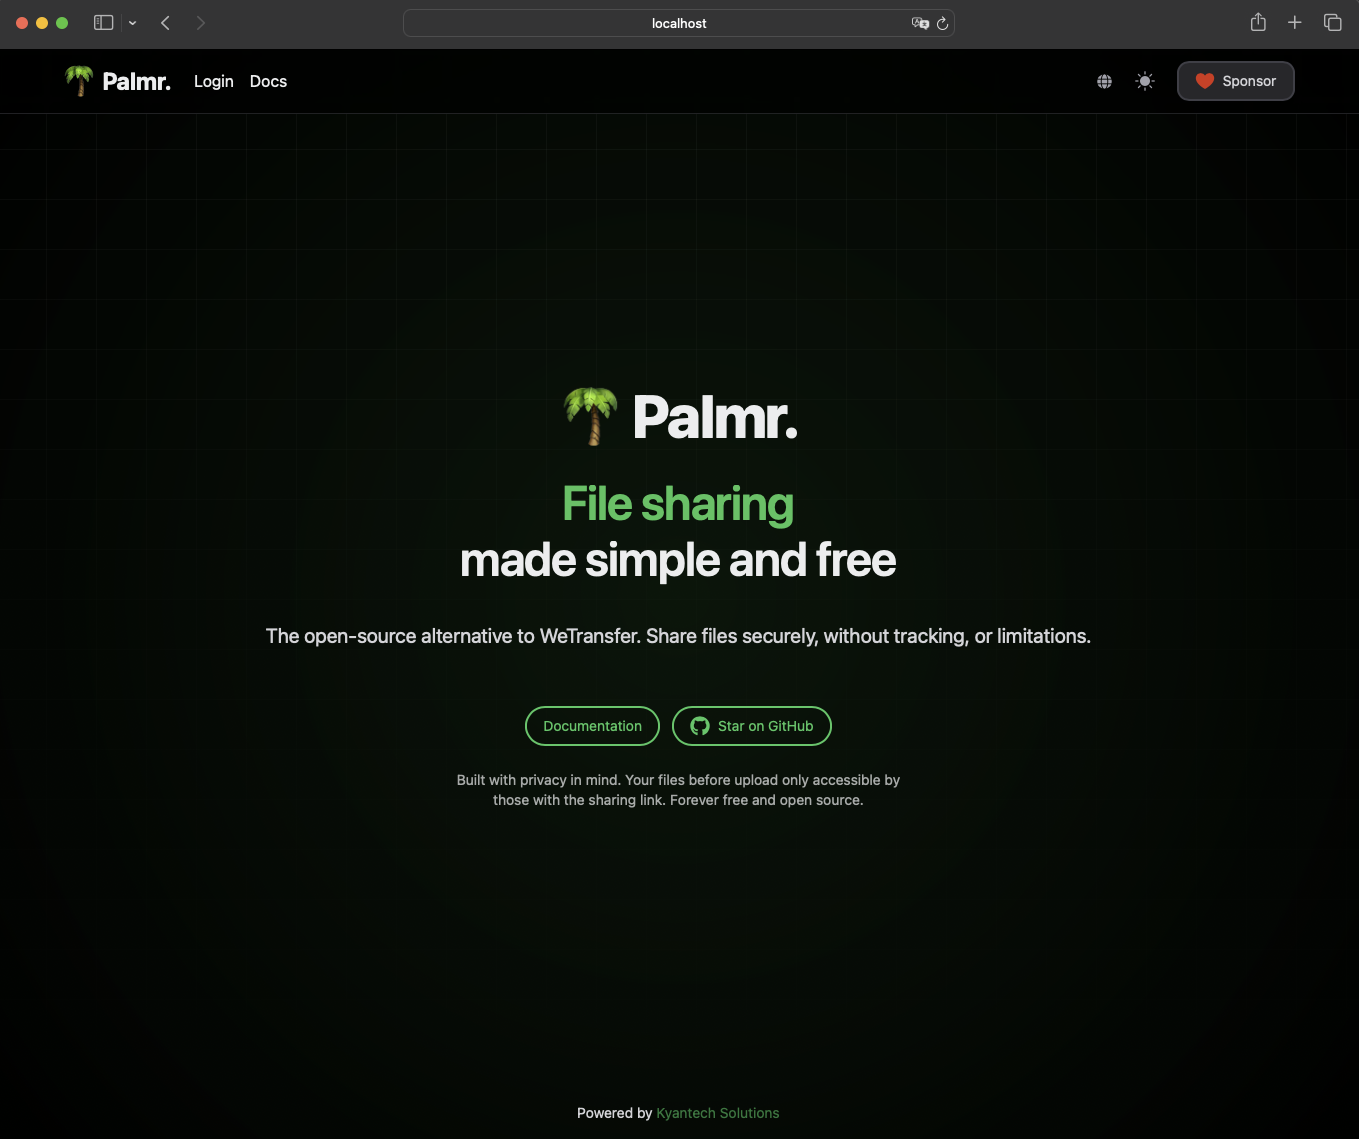 localhost
Palmr. Login Docs Sponsor
Palmr.
File sharing
made simple and free
The open-source alternative to WeTransfer. Share files securely, without tracking, or limitations.
Documentation Star on GitHub
Built with privacy in mind. Your files before upload only accessible by
those with the sharing link. Forever free and open source.
Powered by Kyantech Solutions